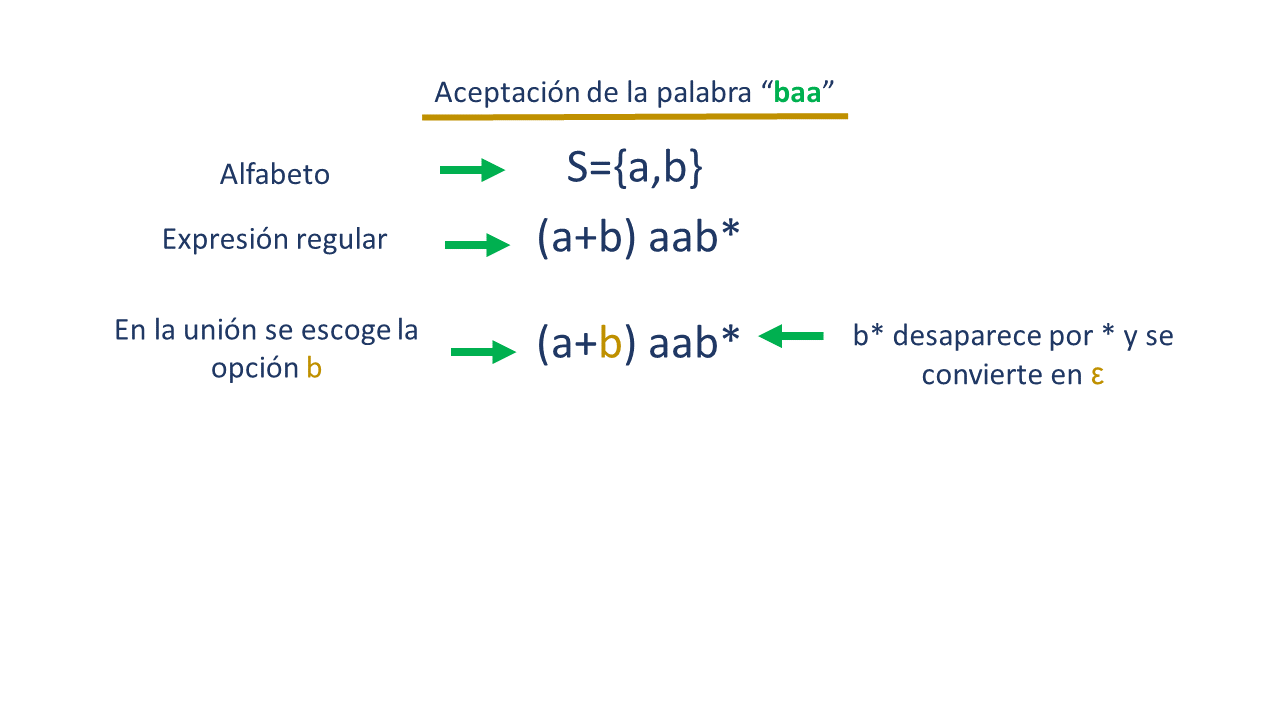 Aceptación de la palabra “baa”
Alfabeto
S={a,b}
Expresión regular
(a+b) aab*
En la unión se escoge la
opción b
(a+b) aab*
b* desaparece por * y se
convierte en ε